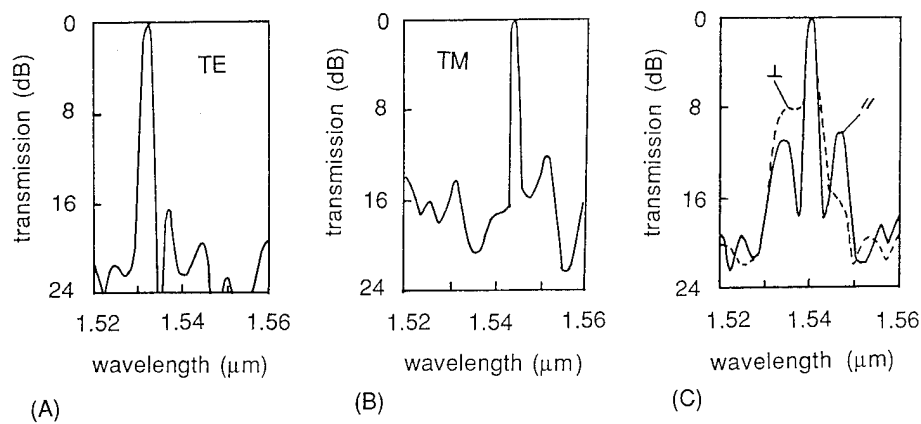 0
8
16
24
transmission (dB)
TE
1.52
1.54
1.56
wavelength (μm)
(A)
0
8
16
24
transmission (dB)
TM
1.52
1.54
1.56
wavelength (μm)
(B)
0
8
16
24
transmission (dB)
⊥
//
1.52
1.54
1.56
wavelength (μm)
(C)